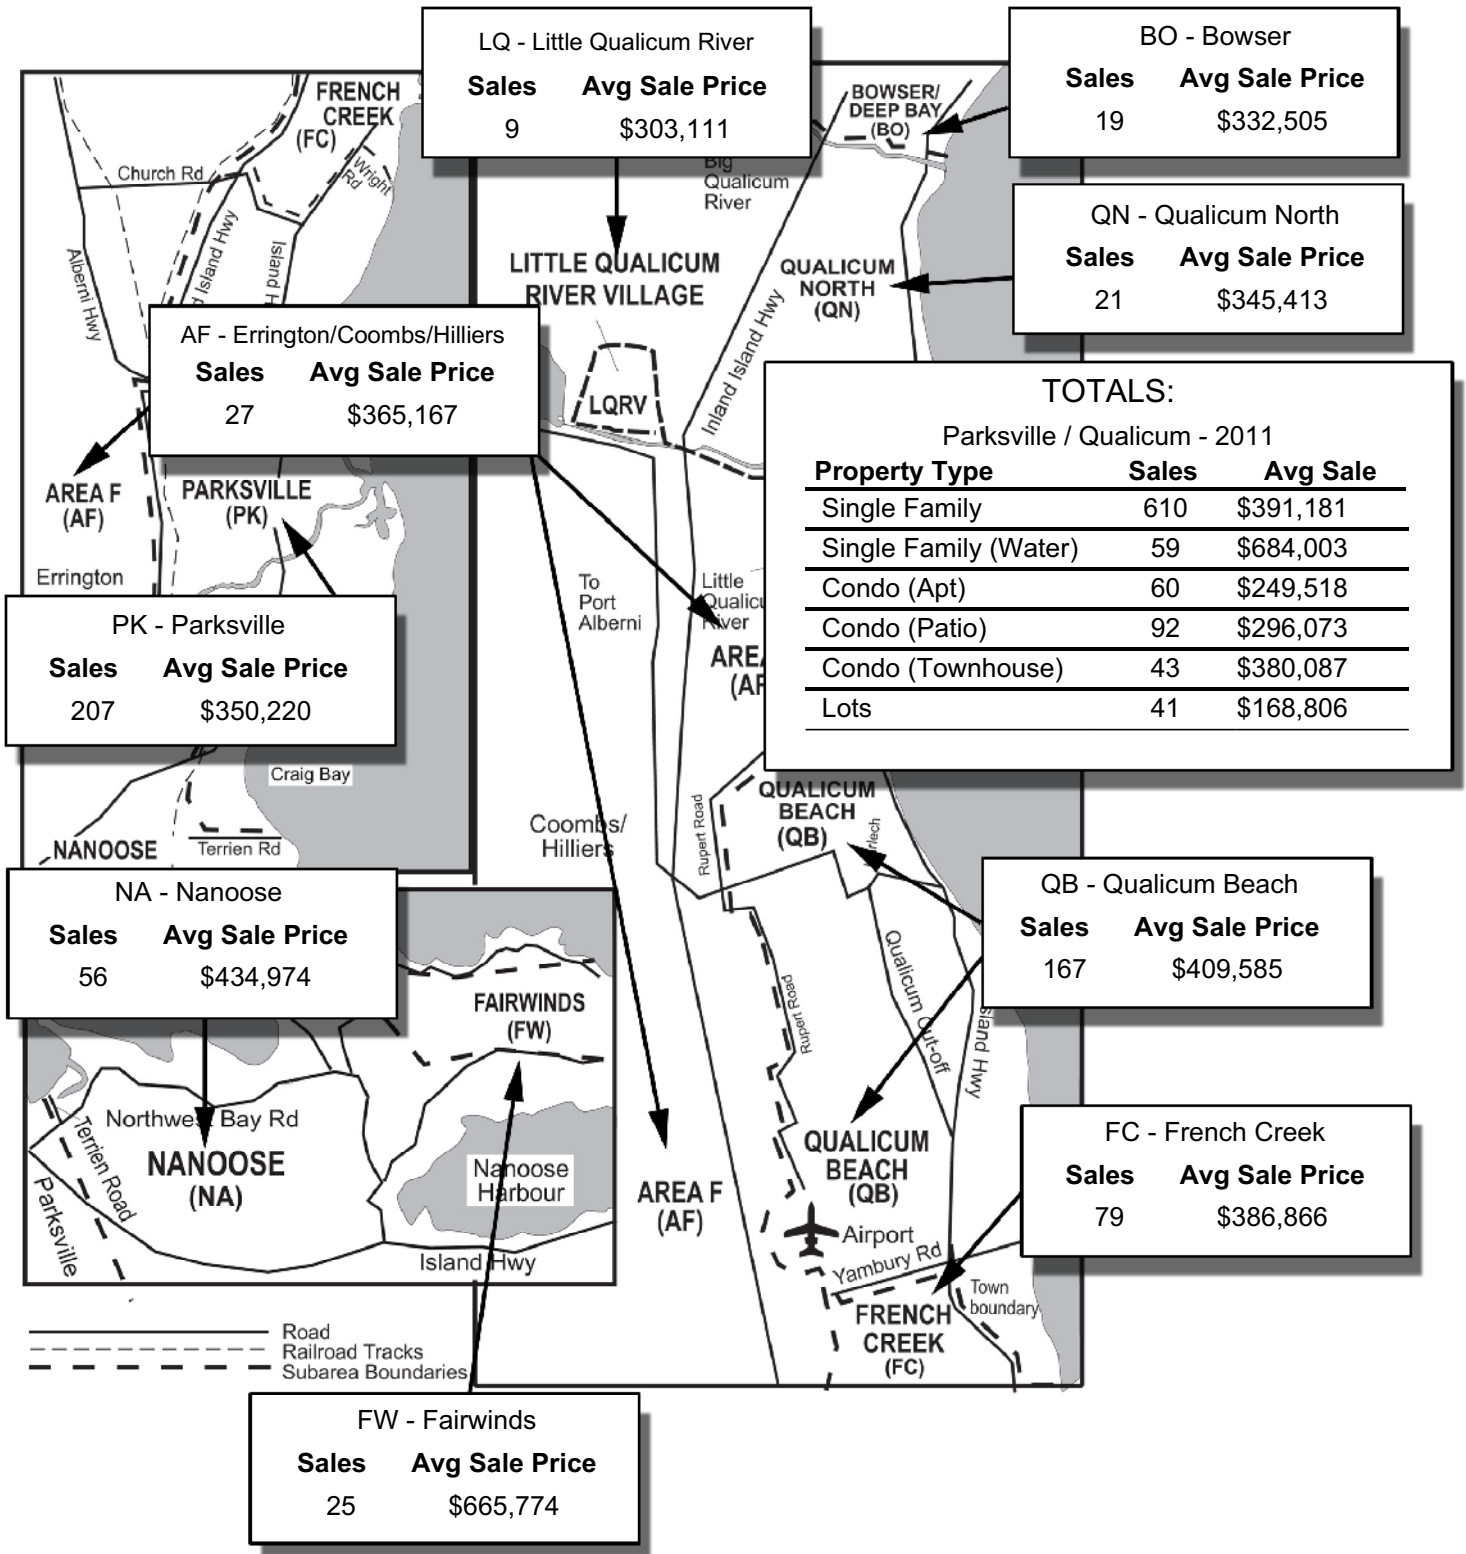 LQ - Little Qualicum River
Sales Avg Sale Price
9 $303,111
BO - Bowser
Sales Avg Sale Price
19 $332,505
QN - Qualicum North
Sales Avg Sale Price
21 $345,413
AF - Errington/Coombs/Hilliers
Sales Avg Sale Price
27 $365,167
TOTALS:
Parksville / Qualicum - 2011
Property Type Sales Avg Sale
Single Family 610 $391,181
Single Family (Water) 59 $684,003
Condo (Apt) 60 $249,518
Condo (Patio) 92 $296,073
Condo (Townhouse) 43 $380,087
Lots 41 $168,806
PK - Parksville
Sales Avg Sale Price
207 $350,220
NA - Nanoose
Sales Avg Sale Price
56 $434,974
QB - Qualicum Beach
Sales Avg Sale Price
167 $409,585
FC - French Creek
Sales Avg Sale Price
79 $386,866
FW - Fairwinds
Sales Avg Sale Price
25 $665,774
FRENCH
CREEK
(FC)
Church Rd
Wright
Rd
Alberni Hwy
Island Hwy
Island H
AREA F
(AF)
PARKSVILLE
(PK)
Errington
Craig Bay
NANOOSE
Terrien Rd
BOWSER/
DEEP BAY
(BO)
Big
Qualicum
River
LITTLE QUALICUM
RIVER VILLAGE
LQRV
QUALICUM
NORTH
(QN)
Inland Island Hwy
To
Port
Alberni
Little
Qualicu
River
AREA
(AF
QUALICUM
BEACH
(QB)
Rupert Road
Coombs/
Hilliers
Qualicum Cut-off
Rupert Road
sland Hwy
QUALICUM
BEACH
(QB)
AREA F
(AF)
Airport
Yambury Rd
Town
boundary
FRENCH
CREEK
(FC)
FAIRWINDS
(FW)
Northwest Bay Rd
Terrien Road
Parksville
NANOOSE
(NA)
Nanoose
Harbour
Island Hwy
Road
Railroad Tracks
Subarea Boundaries